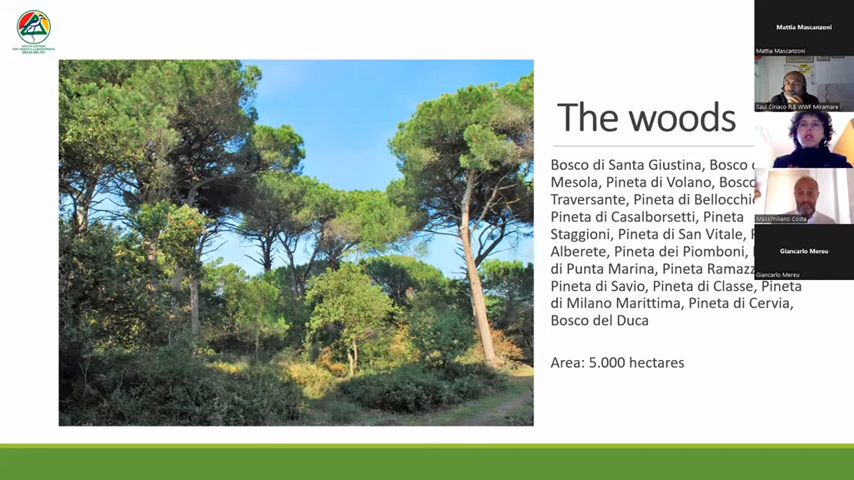 The woods
Bosco di Santa Giustina, Bosco
Mesola, Pineta di Volano, Bosco
Traversante, Pineta di Bellocchi
Pineta di Casalborsetti, Pineta
Staggioni, Pineta di San Vitale,
Alberete, Pineta dei Piomboni,
di Punta Marina, Pineta Ramazz
Pineta di Savio, Pineta di Classe, Pineta
di Milano Marittima, Pineta di Cervia,
Bosco del Duca
Area: 5.000 hectares
Mattia Mascanzoni
Mattia Mascanzoni
Saul Ciriaco RB WWF Miramare
Massimiliano Costa
Giancarlo Mereu
Giancarlo Mereu